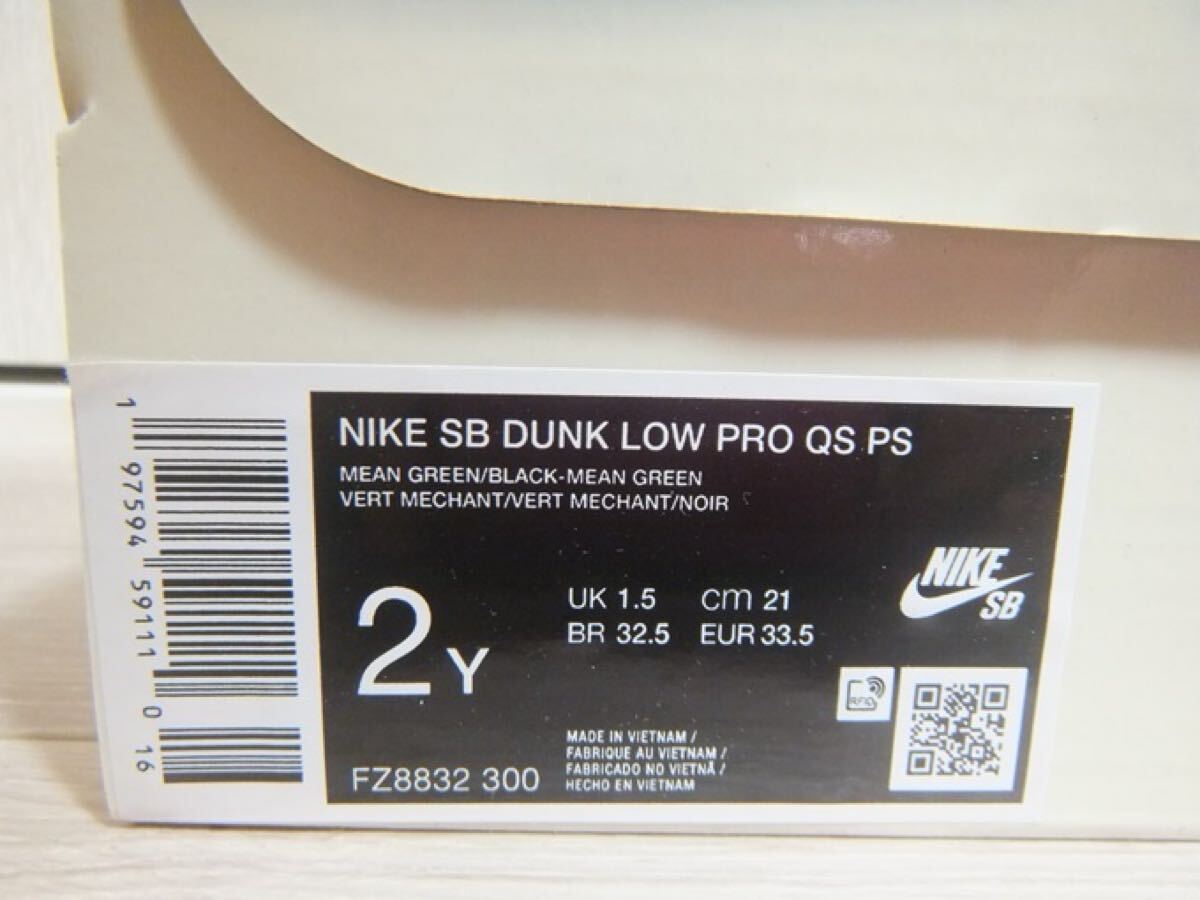 NIKE SB DUNK LOW PRO QS PS
MEAN GREEN/BLACK-MEAN GREEN
VERT MECHANT/VERT MECHANT/NOIR
2Y
UK 1.5 cm 21
BR 32.5 EUR 33.5
NIKE
SB
RFID
FZ8832 300
MADE IN VIETNAM /
FABRIQUE AU VIETNAM /
FABRICADO NO VIETNÃ /
HECHO EN VIETNAM
1 97594 59111 0 16